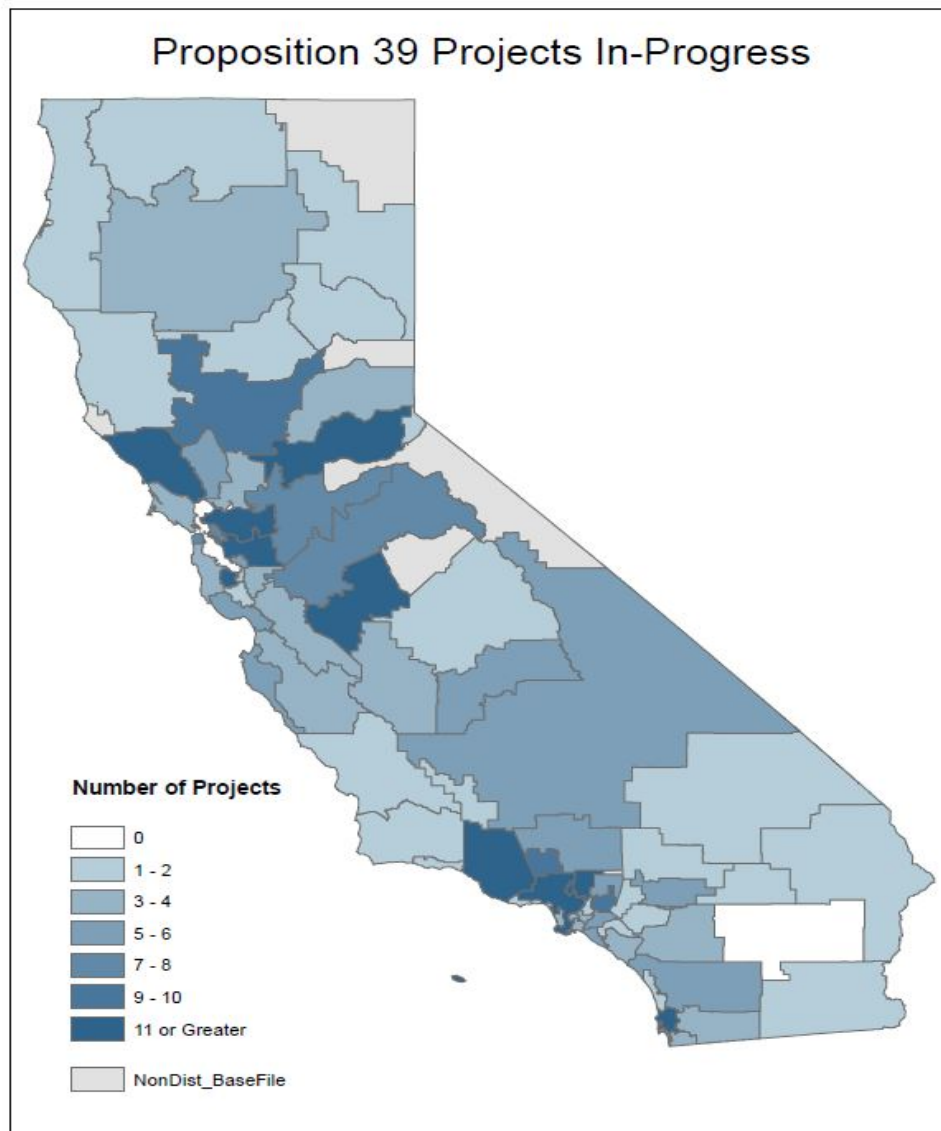 Proposition 39 Projects In-Progress
Number of Projects
0
1 - 2
3 - 4
5 - 6
7 - 8
9 - 10
11 or Greater
NonDist_BaseFile